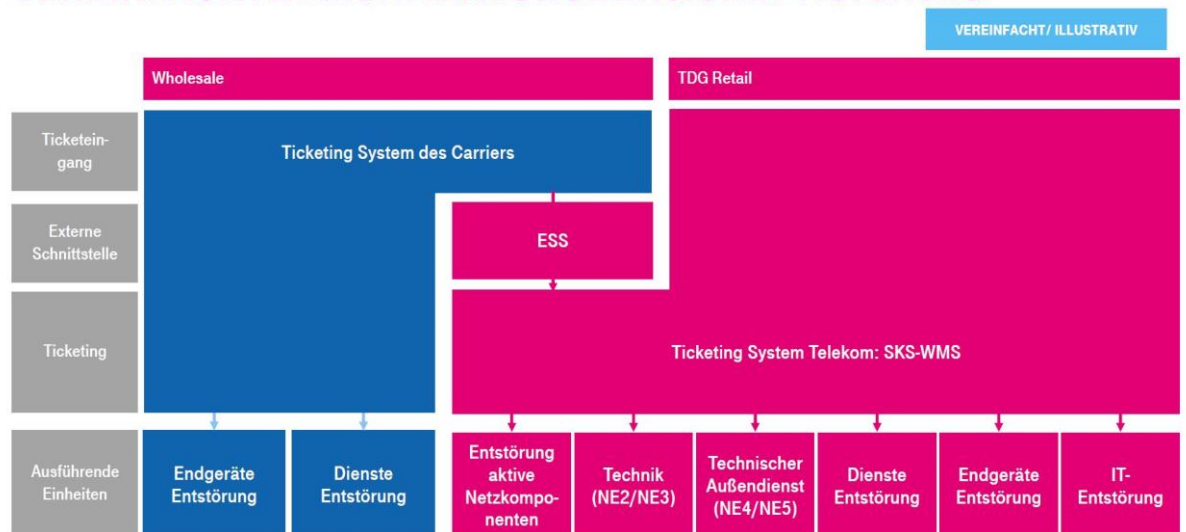 VEREINFACHT/ ILLUSTRATIV
Wholesale
TDG Retail
Ticketein-
gang
Ticketing System des Carriers
Externe
Schnittstelle
ESS
Ticketing
Ticketing System Telekom: SKS-WMS
Ausführende
Einheiten
Endgeräte
Entstörung
Dienste
Entstörung
Entstörung
aktive
Netzkompo-
nenten
Technik
(NE2/NE3)
Technischer
Außendienst
(NE4/NE5)
Dienste
Entstörung
Endgeräte
Entstörung
IT-
Entstörung